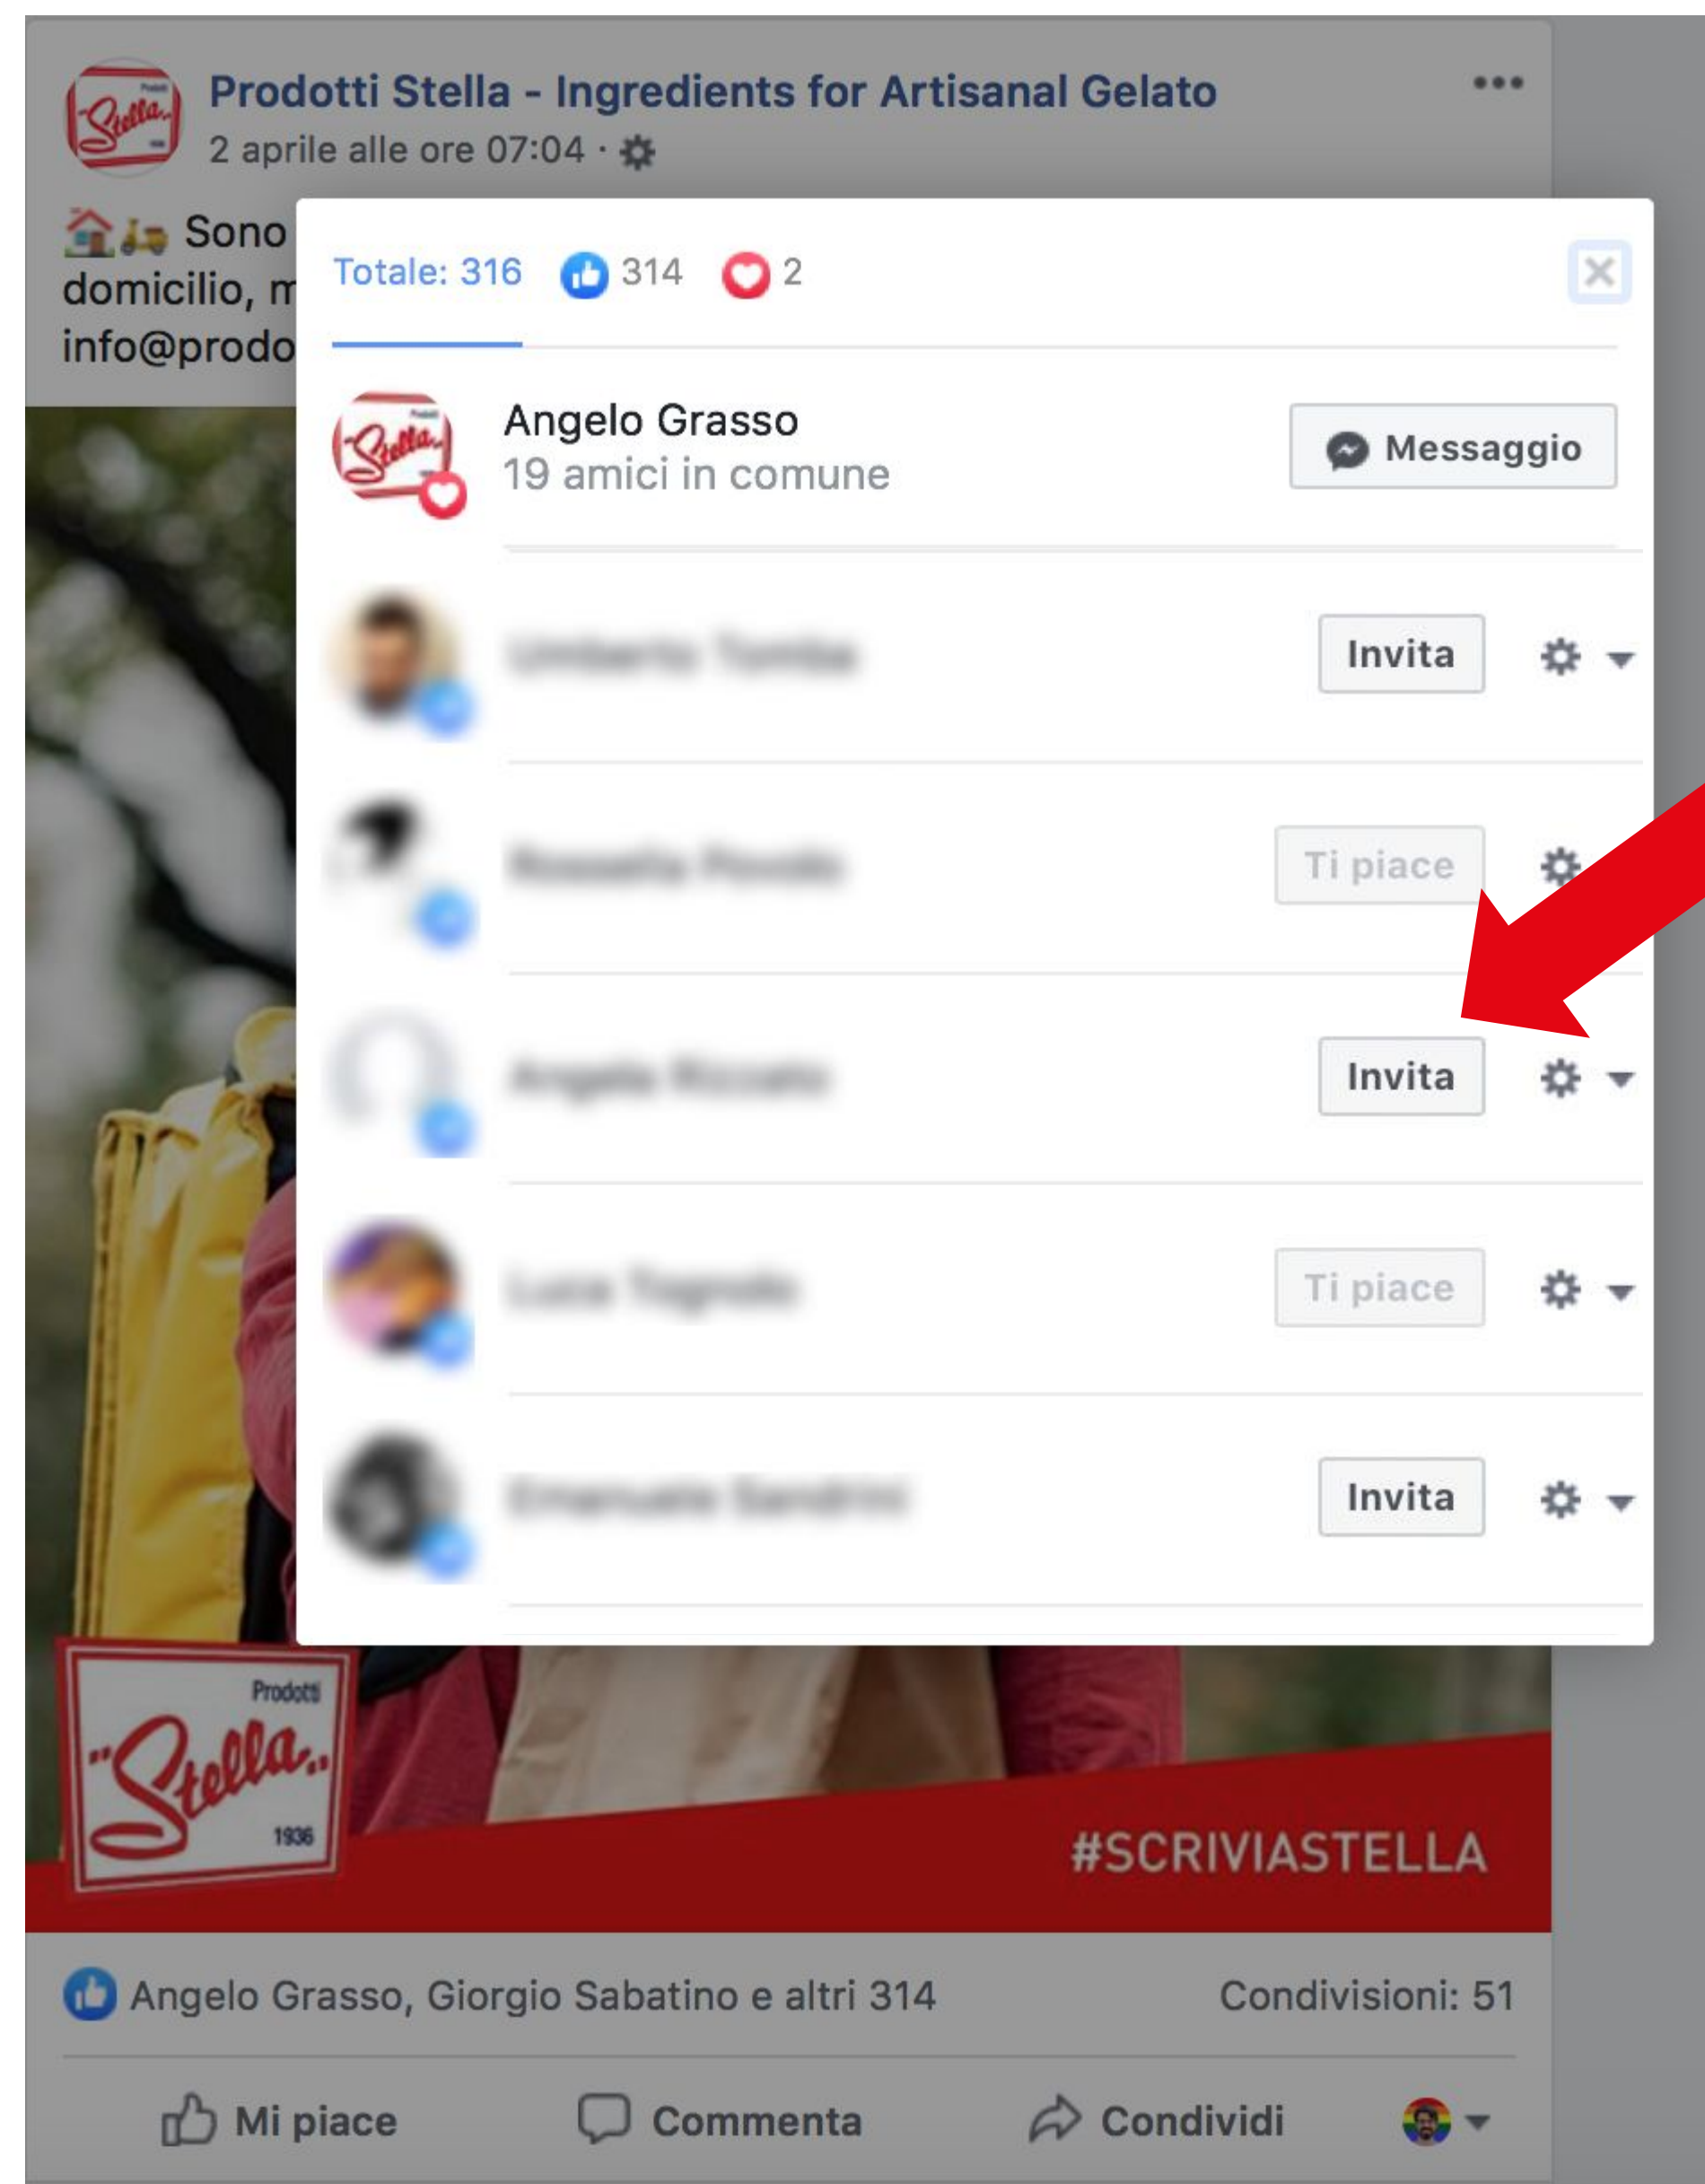 Prodotti Stella - Ingredients for Artisanal Gelato
2 aprile alle ore 07:04 ·
Sono
domicilio,
info@prodo
Totale: 316 314 2
Stella
Angelo Grasso
19 amici in comune
Messaggio
Invita
Ti piace
Invita
Ti piace
Invita
Prodotti
"Stella"
1936
#SCRIVIASTELLA
Angelo Grasso, Giorgio Sabatino e altri 314
Condivisioni: 51
Mi piace
Commenta
Condividi